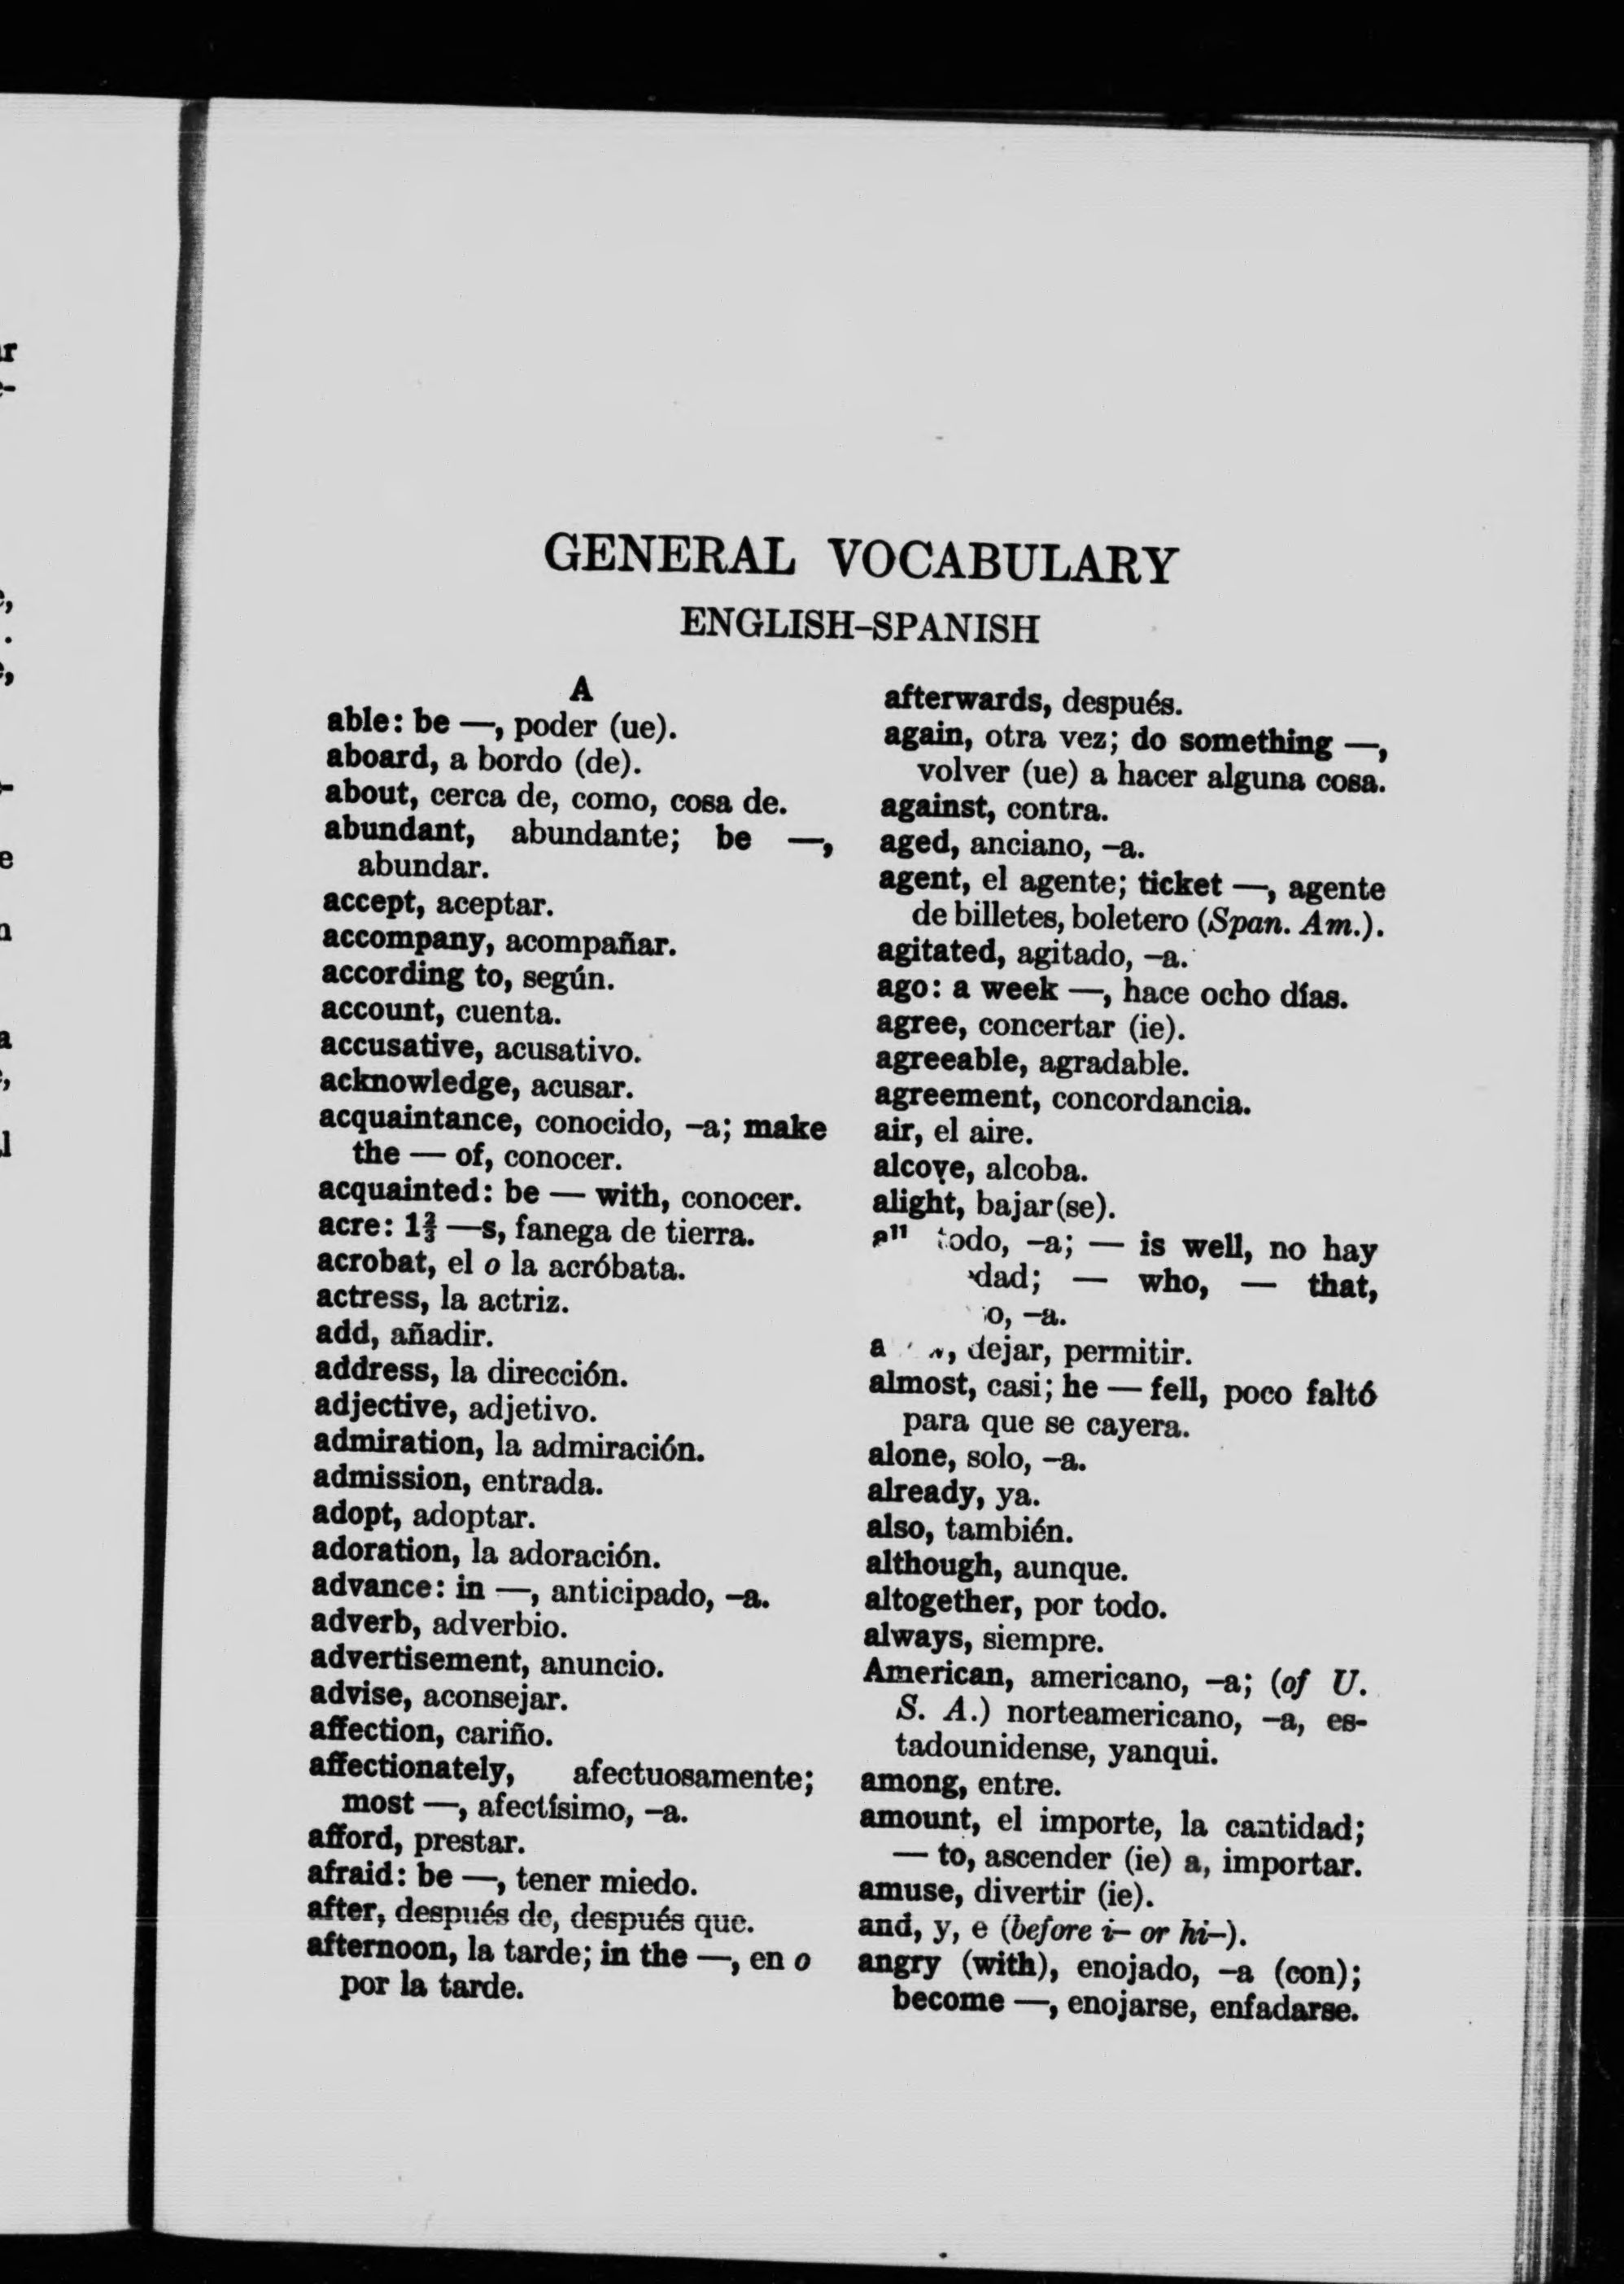 GENERAL VOCABULARY
ENGLISH–SPANISH
A
able: be —, poder (ue).
aboard, a bordo (de).
about, cerca de, como, cosa de.
abundant, abundante; be —,
abundar.
accept, aceptar.
accompany, acompañar.
according to, según.
account, cuenta.
accusative, acusativo.
acknowledge, acusar.
acquaintance, conocido, –a; make
the — of, conocer.
acquainted: be — with, conocer.
acre: 1⅔ —s, fanega de tierra.
acrobat, el o la acróbata.
actress, la actriz.
add, añadir.
address, la dirección.
adjective, adjetivo.
admiration, la admiración.
admission, entrada.
adopt, adoptar.
adoration, la adoración.
advance: in —, anticipado, –a.
adverb, adverbio.
advertisement, anuncio.
advise, aconsejar.
affection, cariño.
affectionately, afectuosamente;
most —, afectísimo, –a.
afford, prestar.
afraid: be —, tener miedo.
after, después de, después que.
afternoon, la tarde; in the —, en o
por la tarde.
afterwards, después.
again, otra vez; do something —,
volver (ue) a hacer alguna cosa.
against, contra.
aged, anciano, –a.
agent, el agente; ticket —, agente
de billetes, boletero (Span. Am.).
agitated, agitado, –a.
ago: a week —, hace ocho días.
agree, concertar (ie).
agreeable, agradable.
agreement, concordancia.
air, el aire.
alcove, alcoba.
alight, bajar(se).
todo, –a; — is well, no hay
— who, — that,
–a.
dejar, permitir.
almost, casi; he — fell, poco faltó
para que se cayera.
alone, solo, –a.
already, ya.
also, también.
although, aunque.
altogether, por todo.
always, siempre.
American, americano, –a; (of U.
S. A.) norteamericano, –a, es-
tadounidense, yanqui.
among, entre.
amount, el importe, la cantidad;
— to, ascender (ie) a, importar.
amuse, divertir (ie).
and, y, e (before i– or hi–).
angry (with), enojado, –a (con);
become —, enojarse, enfadarse.